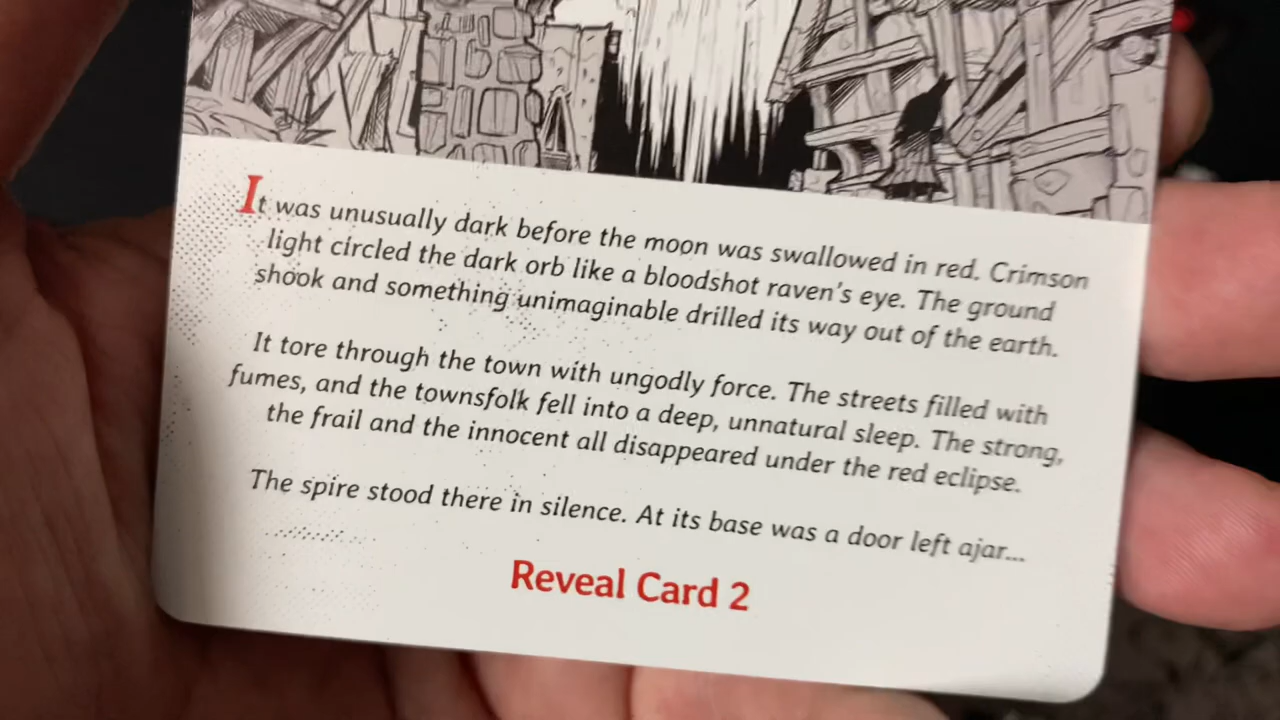 It was unusually dark before the moon was swallowed in red. Crimson
light circled the dark orb like a bloodshot raven's eye. The ground
shook and something unimaginable drilled its way out of the earth.
It tore through the town with ungodly force. The streets filled with
fumes, and the townsfolk fell into a deep, unnatural sleep. The strong,
the frail and the innocent all disappeared under the red eclipse.
The spire stood there in silence. At its base was a door left ajar...
Reveal Card 2